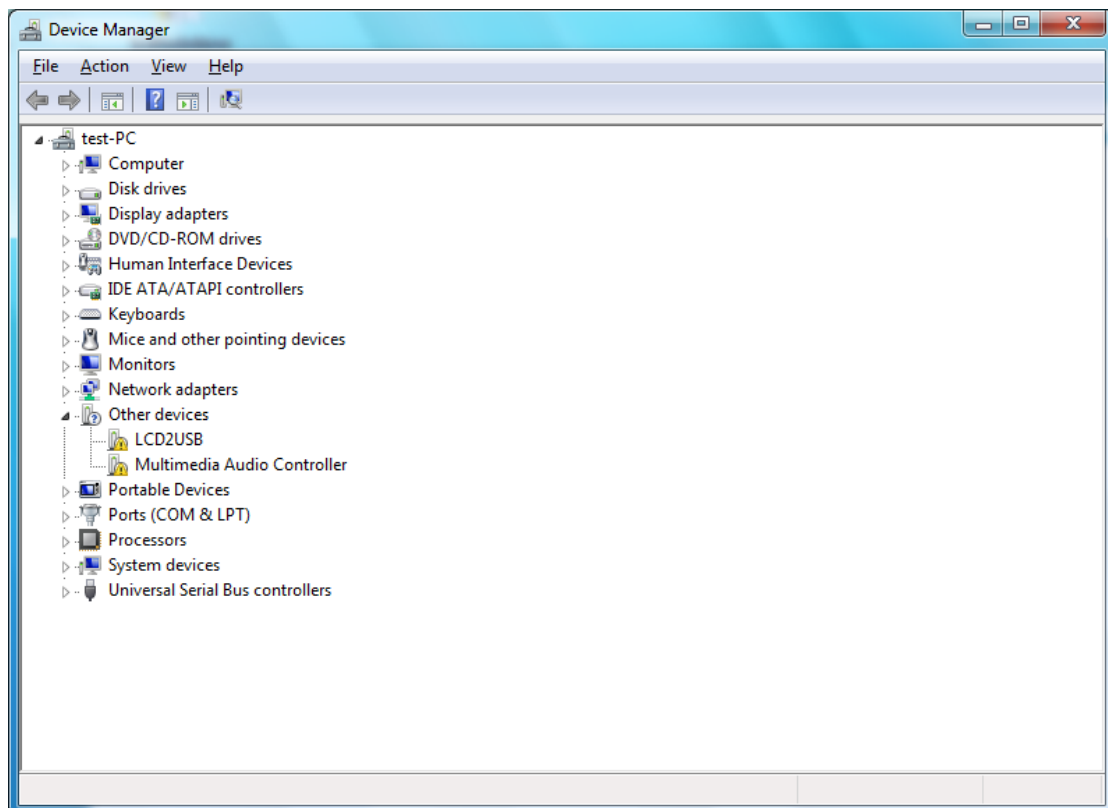 Device Manager
File Action View Help
test-PC
Computer
Disk drives
Display adapters
DVD/CD-ROM drives
Human Interface Devices
IDE ATA/ATAPI controllers
Keyboards
Mice and other pointing devices
Monitors
Network adapters
Other devices
LCD2USB
Multimedia Audio Controller
Portable Devices
Ports (COM & LPT)
Processors
System devices
Universal Serial Bus controllers